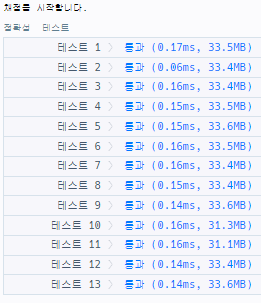 채점을 시작합니다.
정확성 테스트
테스트 1 > 통과 (0.17ms, 33.5MB)
테스트 2 > 통과 (0.06ms, 33.4MB)
테스트 3 > 통과 (0.16ms, 33.4MB)
테스트 4 > 통과 (0.15ms, 33.5MB)
테스트 5 > 통과 (0.15ms, 33.6MB)
테스트 6 > 통과 (0.16ms, 33.5MB)
테스트 7 > 통과 (0.16ms, 33.4MB)
테스트 8 > 통과 (0.15ms, 33.4MB)
테스트 9 > 통과 (0.14ms, 33.6MB)
테스트 10 > 통과 (0.16ms, 31.3MB)
테스트 11 > 통과 (0.16ms, 31.1MB)
테스트 12 > 통과 (0.14ms, 33.4MB)
테스트 13 > 통과 (0.14ms, 33.6MB)